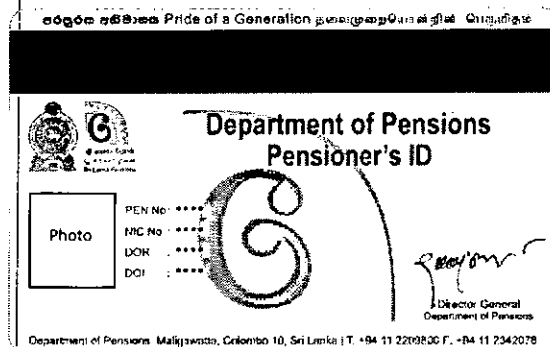 Pride of a Generation
Department of Pensions
Pensioner's ID
Photo
PEN No: ****
NIC No : ****
DOR : ****
DOI : ****
Director General
Department of Pensions
Department of Pensions Maligawatta, Colombo 10, Sri Lanka | T. +94 11 2209800 F. +94 11 2342078